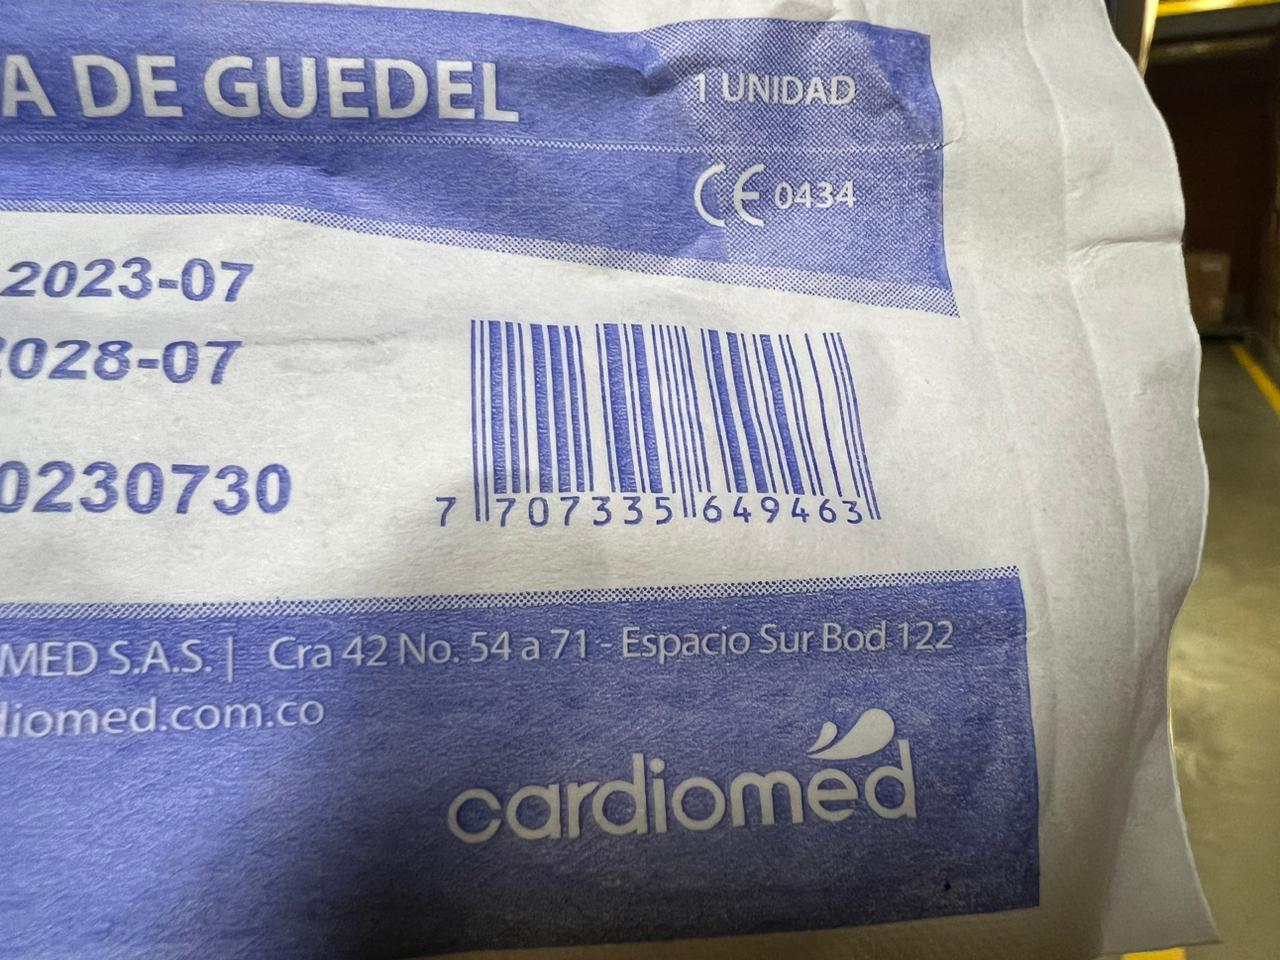 A DE GUEDEL
1 UNIDAD
CE 0434
2023-07
2028-07
0230730
7 707335 649463
MED S.A.S. | Cra 42 No. 54 a 71 - Espacio Sur Bod 122
diomed.com.co
cardiomed